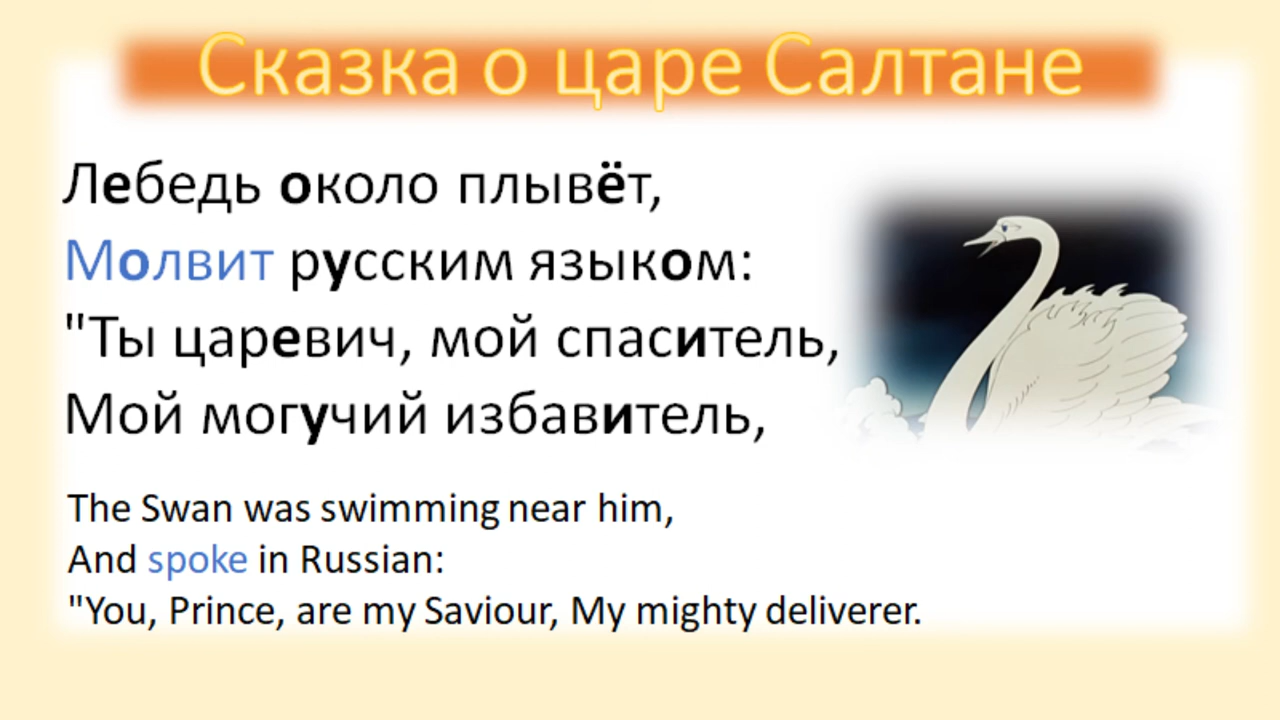 Сказка о царе Салтане
Лебедь около плывёт,
Молвит русским языком:
"Ты царевич, мой спаситель,
Мой могучий избавитель,
The Swan was swimming near him,
And spoke in Russian:
"You, Prince, are my Saviour, My mighty deliverer.